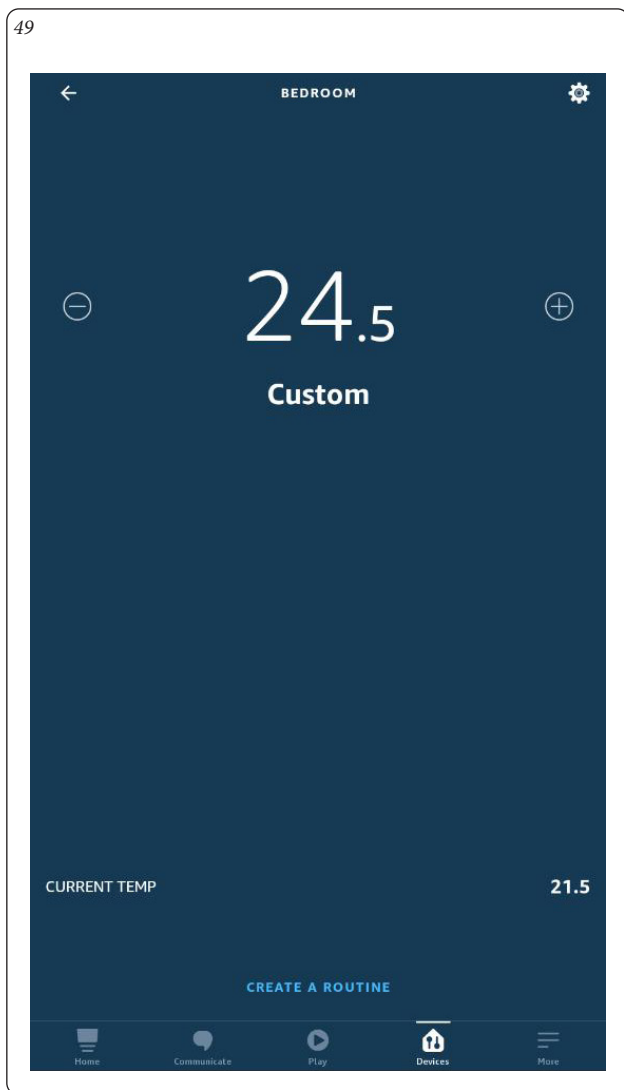 49
BEDROOM
24.5
Custom
CURRENT TEMP 21.5
CREATE A ROUTINE
Home Communicate Play Devices More